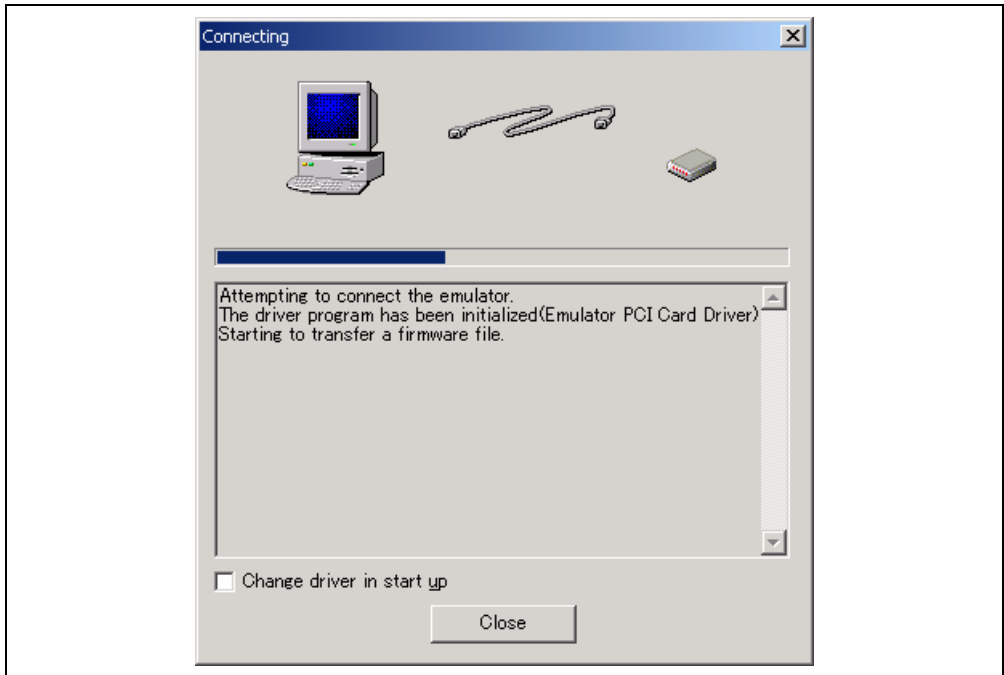 Connecting
Attempting to connect the emulator.
The driver program has been initialized(Emulator PCI Card Driver)
Starting to transfer a firmware file.
Change driver in start up
Close